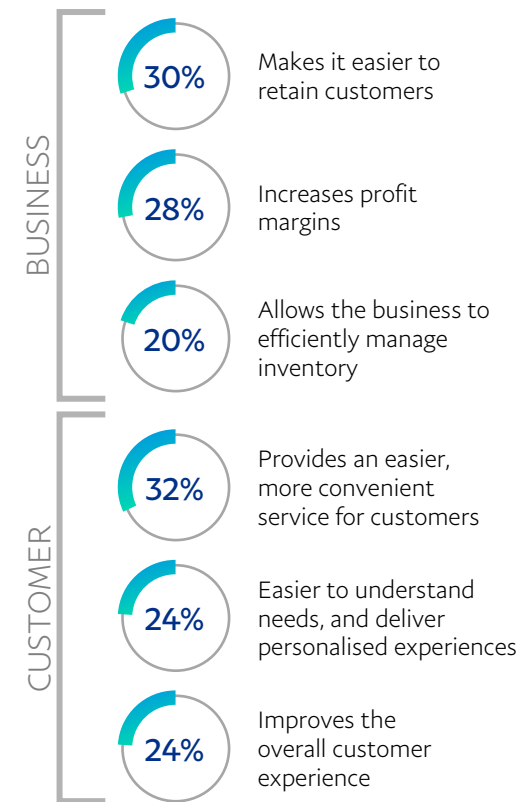 BUSINESS
30%
Makes it easier to
retain customers
28%
Increases profit
margins
20%
Allows the business to
efficiently manage
inventory
CUSTOMER
32%
Provides an easier,
more convenient
service for customers
24%
Easier to understand
needs, and deliver
personalised experiences
24%
Improves the
overall customer
experience